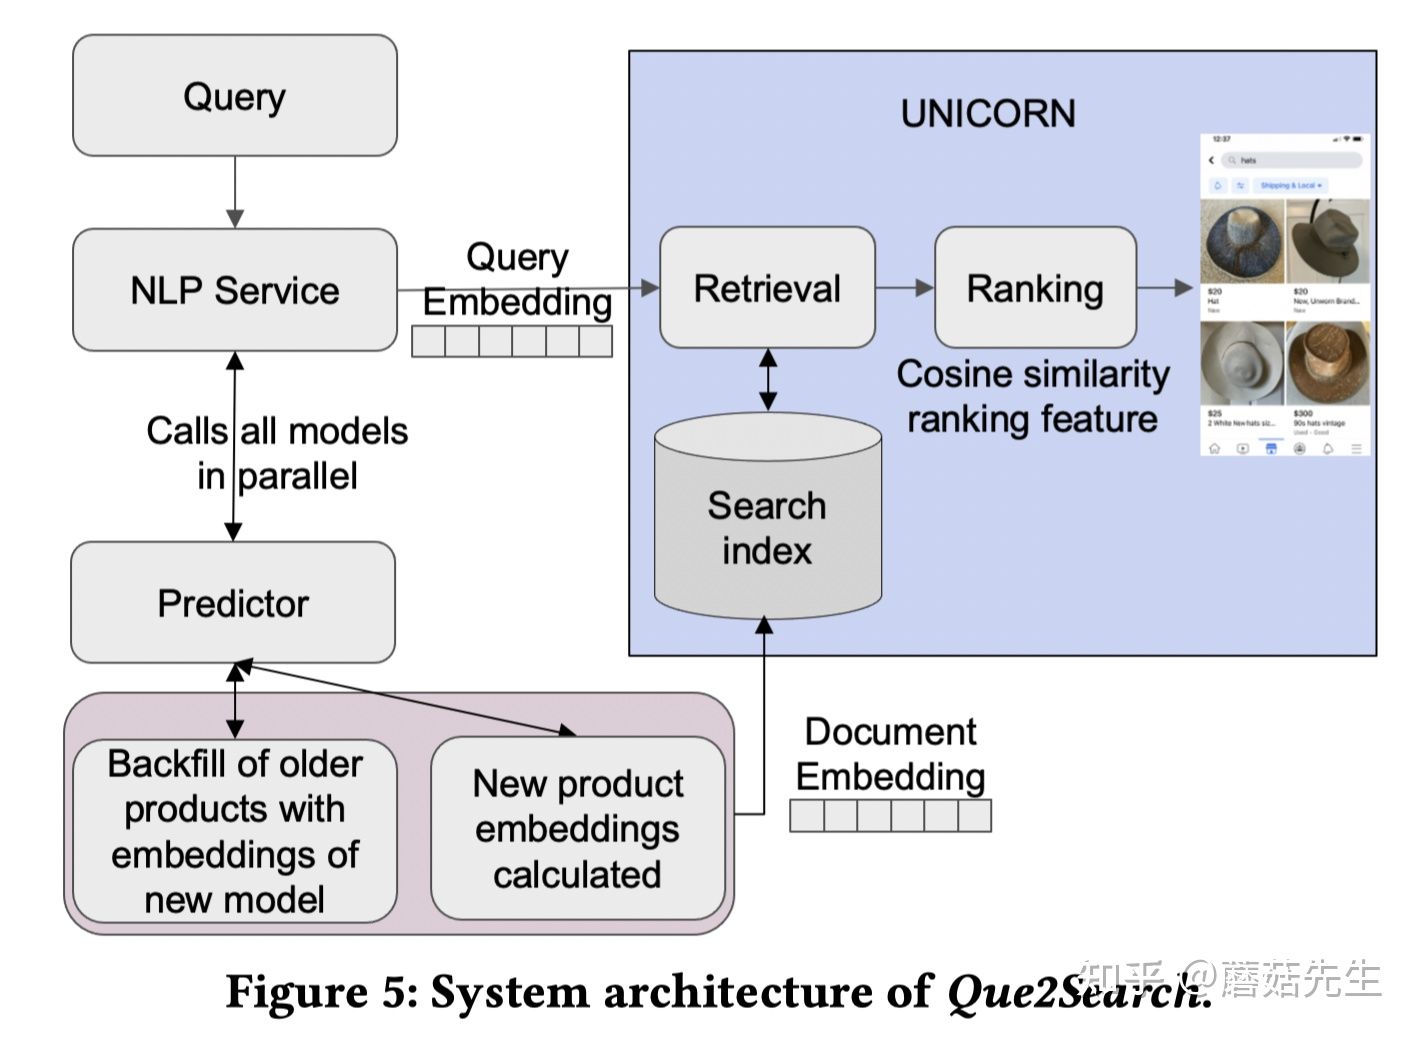 Query
NLP Service
Calls all models
in parallel
Predictor
Backfill of older
products with
embeddings of
new model
New product
embeddings
calculated
Query
Embedding
Document
Embedding
UNICORN
Retrieval
Ranking
Cosine similarity
ranking feature
Search
index
12:37
hats
Shipping & Local
$20
Hat
New
$20
New, Unworn Brand...
New
$25
2 White New hats siz...
$300
90s hats vintage
Used - Good
Figure 5: System architecture of Que2Search.
知乎 @蘑菇先生